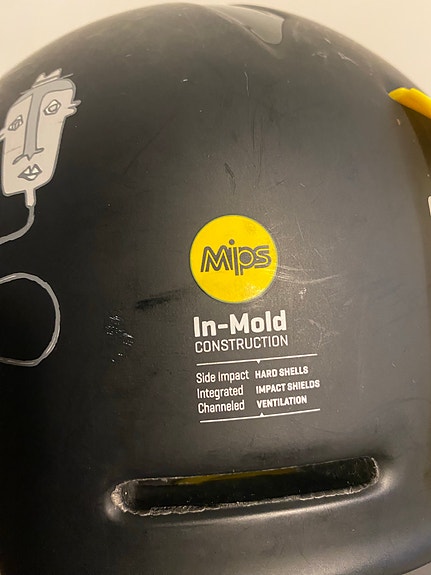 Mips
In-Mold
CONSTRUCTION
Side Impact HARD SHELLS
Integrated IMPACT SHIELDS
Channeled VENTILATION